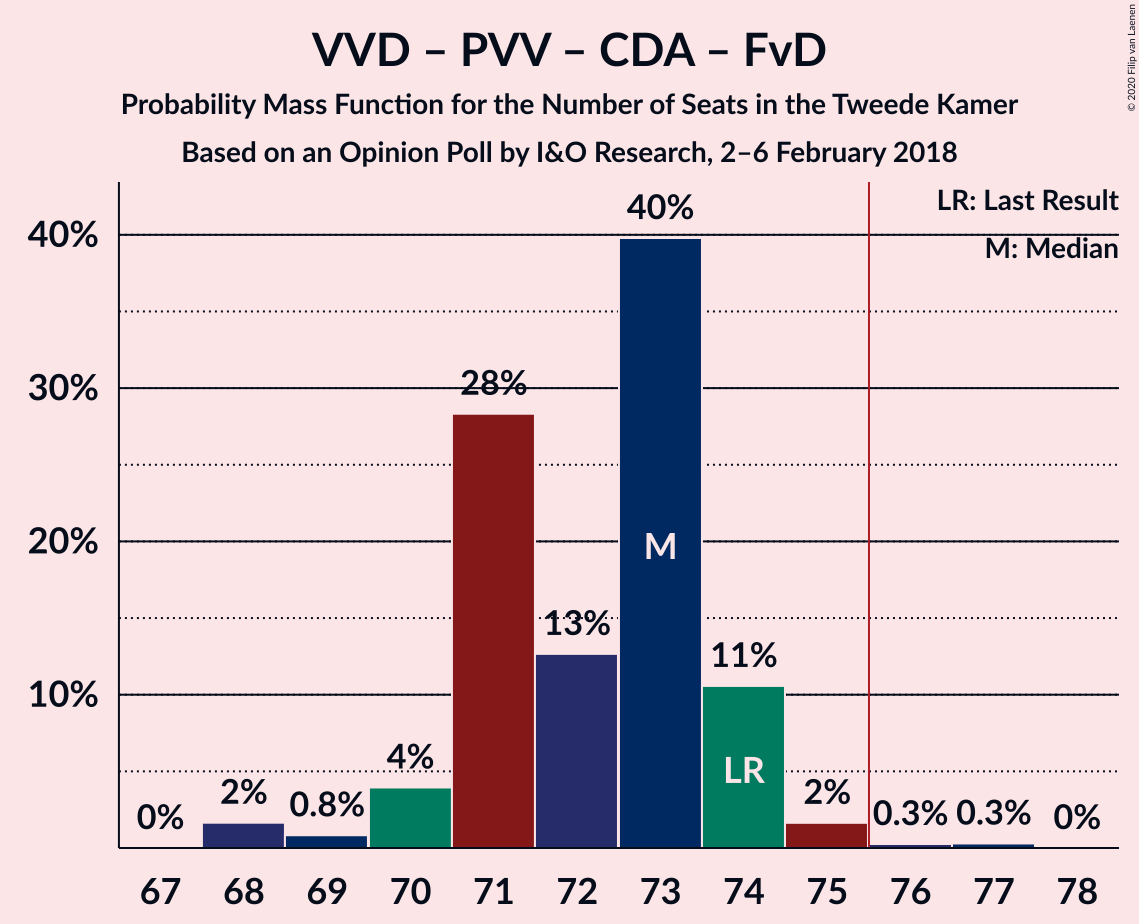 VVD – PVV – CDA – FvD
Probability Mass Function for the Number of Seats in the Tweede Kamer
Based on an Opinion Poll by I&O Research, 2–6 February 2018
© 2020 Filip van Laenen
LR: Last Result
M: Median
40%
30%
20%
10%
0%
2%
0.8%
4%
28%
13%
40%
11%
2%
0.3%
0.3%
0%
M
LR
67 68 69 70 71 72 73 74 75 76 77 78